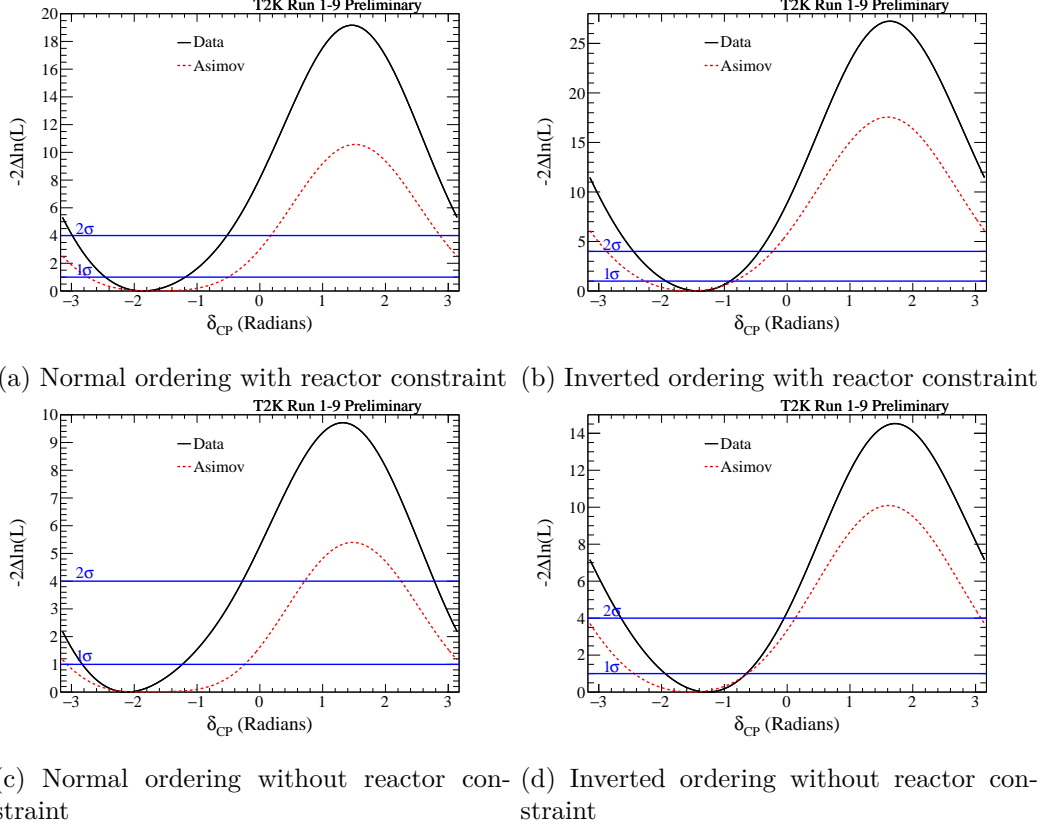 T2K Run 1-9 Preliminary
T2K Run 1-9 Preliminary
-2Δln(L)
20
18
16
14
12
10
8
6
4
2
0
Data
Asimov
2σ
1σ
−3 −2 −1 0 1 2 3
δCP (Radians)
-2Δln(L)
25
20
15
10
5
0
Data
Asimov
2σ
1σ
−3 −2 −1 0 1 2 3
δCP (Radians)
(a) Normal ordering with reactor constraint
(b) Inverted ordering with reactor constraint
T2K Run 1-9 Preliminary
T2K Run 1-9 Preliminary
-2Δln(L)
10
9
8
7
6
5
4
3
2
1
0
Data
Asimov
2σ
1σ
−3 −2 −1 0 1 2 3
δCP (Radians)
-2Δln(L)
14
12
10
8
6
4
2
0
Data
Asimov
2σ
1σ
−3 −2 −1 0 1 2 3
δCP (Radians)
(c) Normal ordering without reactor con-
straint
(d) Inverted ordering without reactor con-
straint